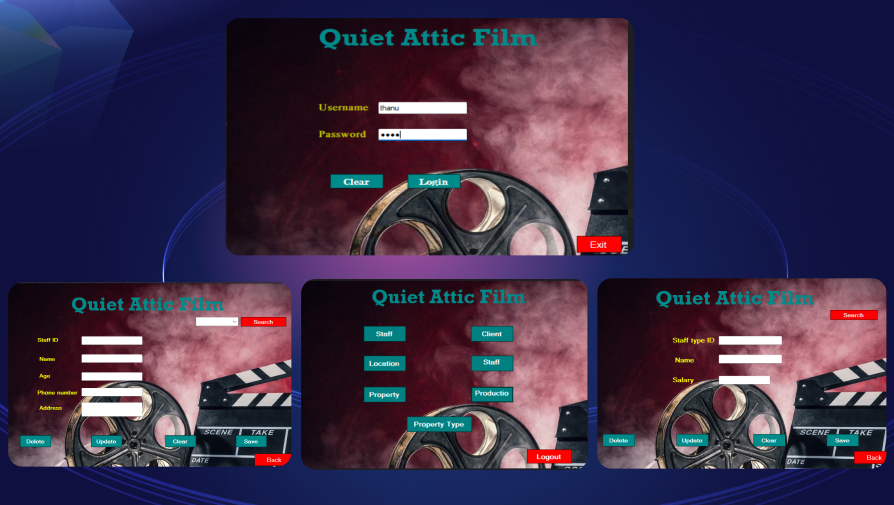 Quiet Attic Film
Username thanu
Password ••••
Clear Login
Exit
Quiet Attic Film
Search
Staff ID
Name
Age
Phone number
Address
Delete Update Clear Save
SCENE TAKE
DATE
Back
Quiet Attic Film
Staff Client
Location Staff
Property Productio
Property Type
Logout
Quiet Attic Film
Search
Staff type ID
Name
Salary
Delete Update Clear Save
SCENE TAKE
DATE
Back